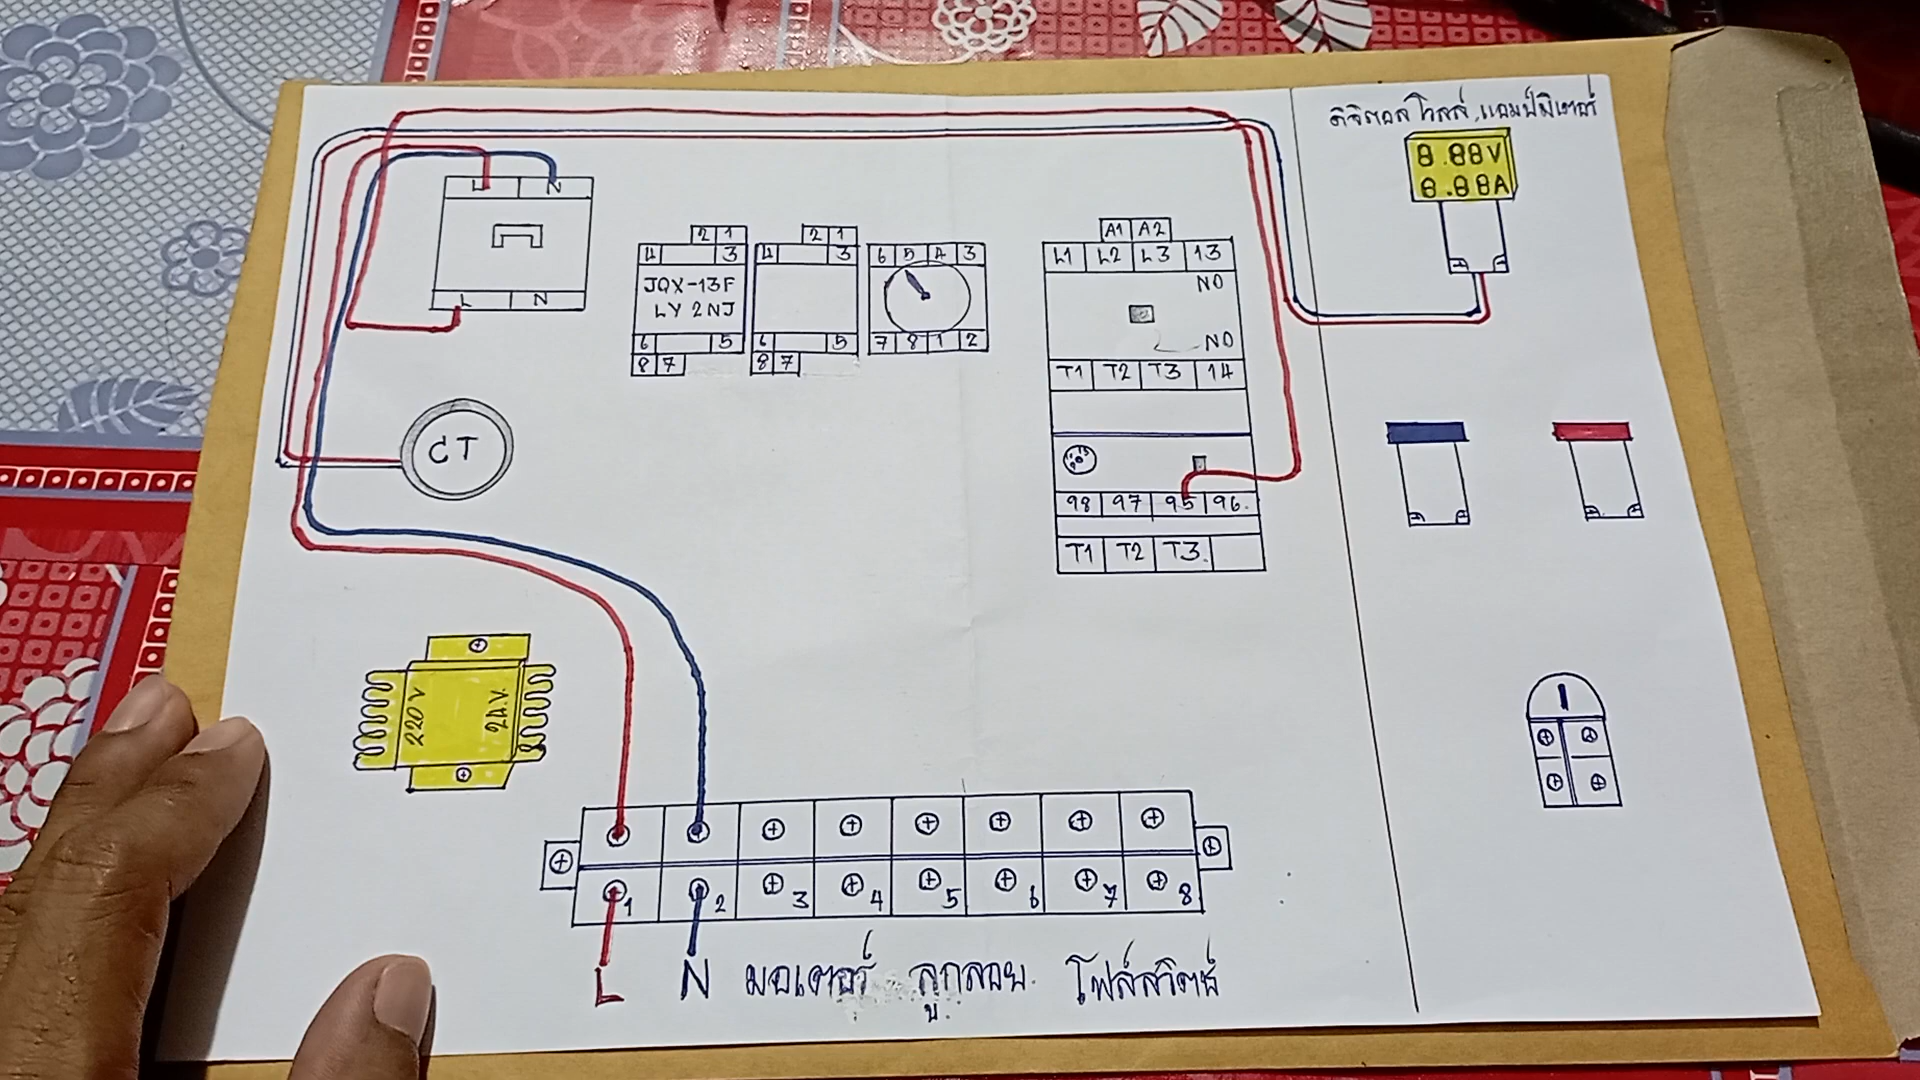 ดิจิตอลโวลล์,แอมป์มิเตอร์
8.88V
8.88A
L N
L N
2 1
4 3
JQX-13F
LY2NJ
6 5
8 7
2 1
4 3
6 5
8 7
6 5 4 3
7 8 1 2
A1 A2
L1 L2 L3 13
NO
NO
T1 T2 T3 14
98 97 95 96
T1 T2 T3
CT
220V 24V
1 2 3 4 5 6 7 8
L N มอเตอร์ ลูกลอย โฟล์สวิตซ์